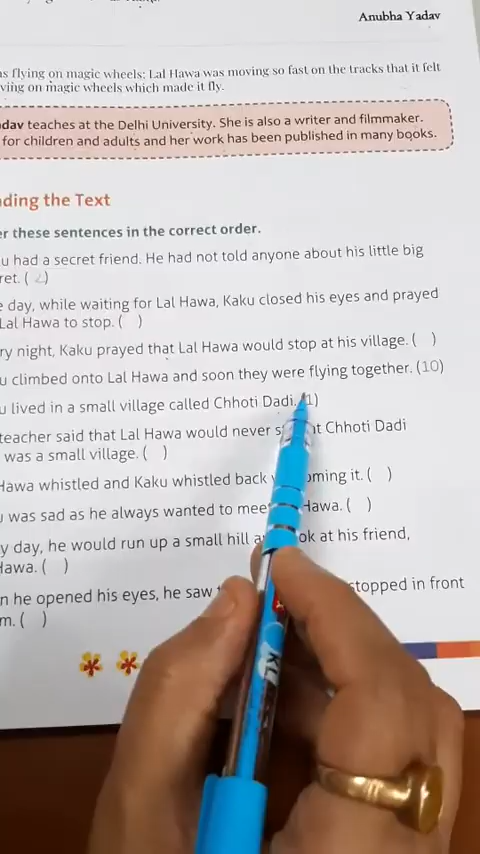 Anubha Yadav
s flying on magic wheels: Lal Hawa was moving so fast on the tracks that it felt
ving on magic wheels which made it fly.
dav teaches at the Delhi University. She is also a writer and filmmaker.
for children and adults and her work has been published in many books.
ding the Text
er these sentences in the correct order.
u had a secret friend. He had not told anyone about his little big
ret. (2)
e day, while waiting for Lal Hawa, Kaku closed his eyes and prayed
Lal Hawa to stop. ( )
ry night, Kaku prayed that Lal Hawa would stop at his village. ( )
u climbed onto Lal Hawa and soon they were flying together. (10)
u lived in a small village called Chhoti Dadi. (1)
teacher said that Lal Hawa would never s t Chhoti Dadi
was a small village. ( )
Hawa whistled and Kaku whistled back oming it. ( )
u was sad as he always wanted to mee Hawa. ( )
y day, he would run up a small hill a ok at his friend,
Hawa. ( )
n he opened his eyes, he saw stopped in front
m. ( )